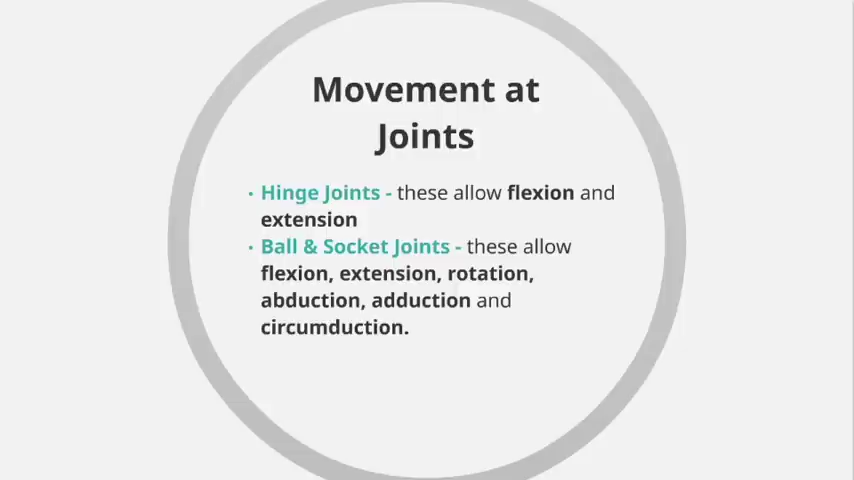 Movement at
Joints
• Hinge Joints - these allow flexion and
extension
• Ball & Socket Joints - these allow
flexion, extension, rotation,
abduction, adduction and
circumduction.